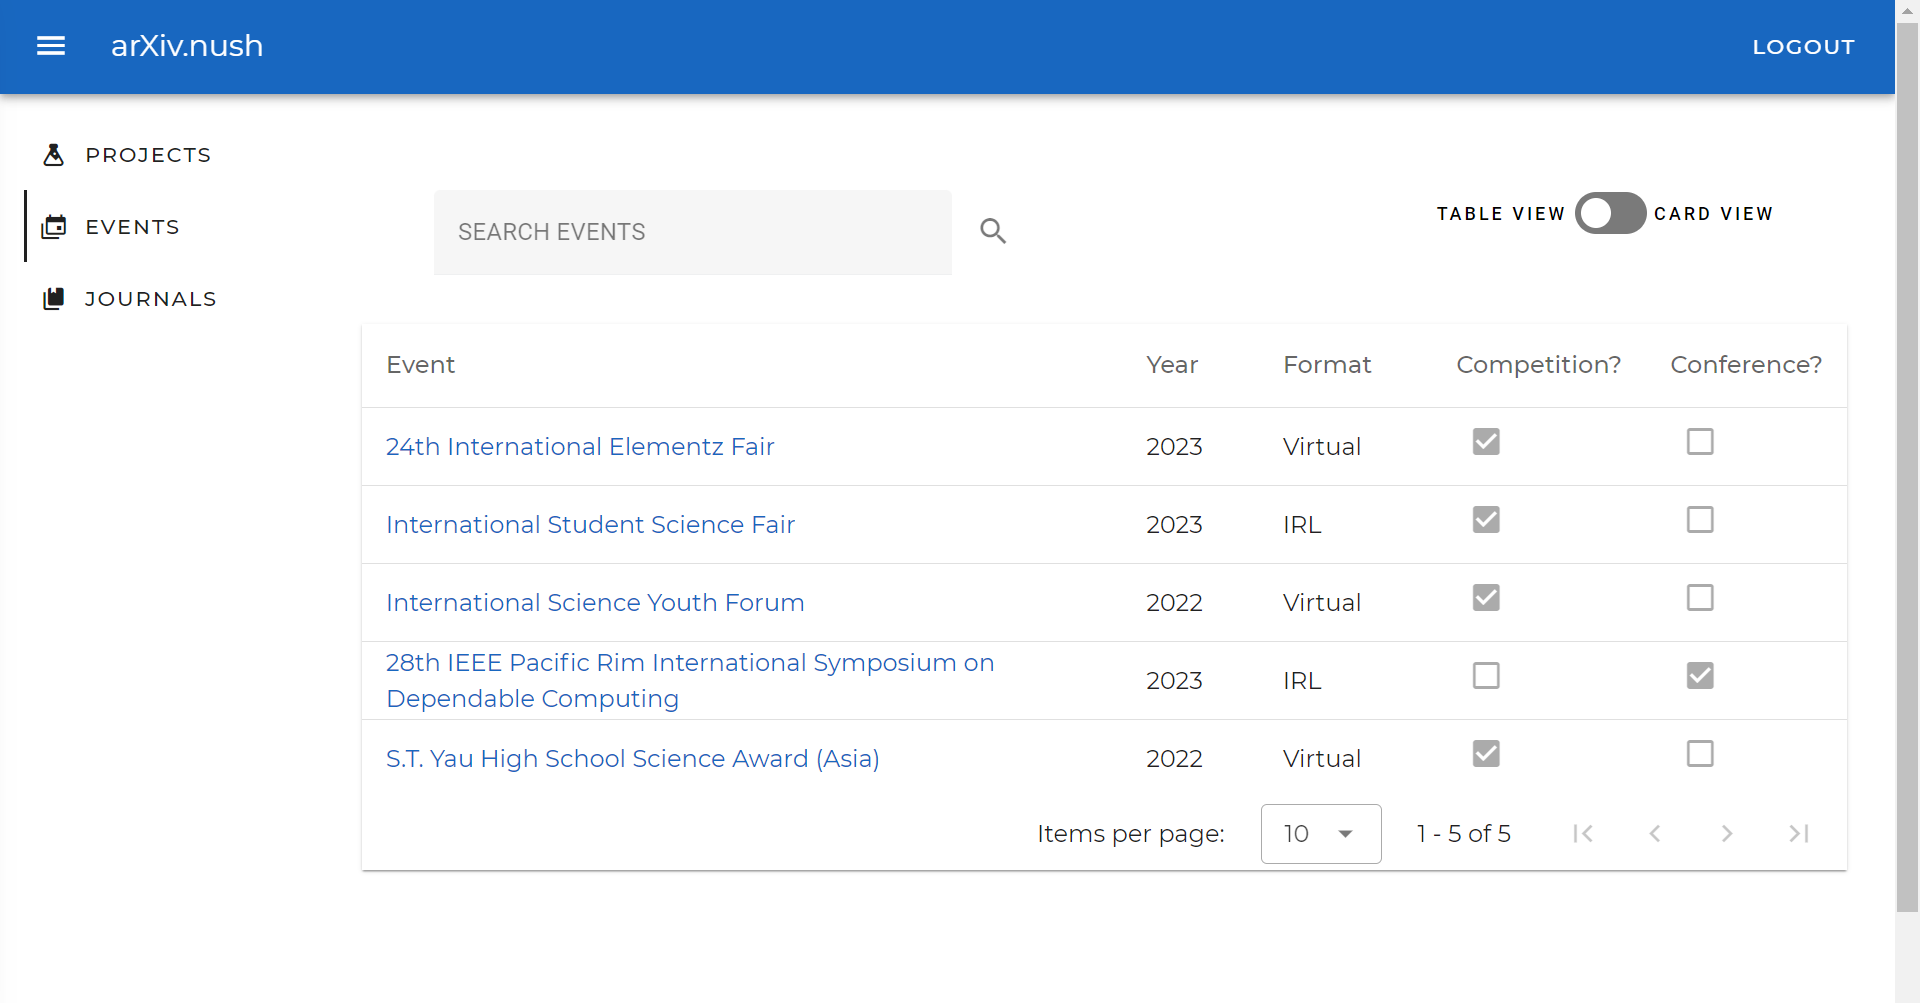 arXiv.nush
LOGOUT
PROJECTS
EVENTS
JOURNALS
SEARCH EVENTS
TABLE VIEW CARD VIEW
Event Year Format Competition? Conference?
24th International Elementz Fair 2023 Virtual
International Student Science Fair 2023 IRL
International Science Youth Forum 2022 Virtual
28th IEEE Pacific Rim International Symposium on
Dependable Computing 2023 IRL
S.T. Yau High School Science Award (Asia) 2022 Virtual
Items per page: 10 1 - 5 of 5